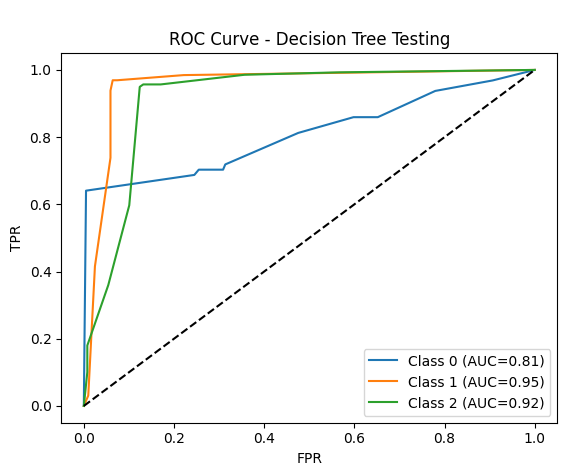 ROC Curve - Decision Tree Testing
1.0
0.8
0.6
0.4
0.2
0.0
TPR
0.0 0.2 0.4 0.6 0.8 1.0
FPR
Class 0 (AUC=0.81)
Class 1 (AUC=0.95)
Class 2 (AUC=0.92)